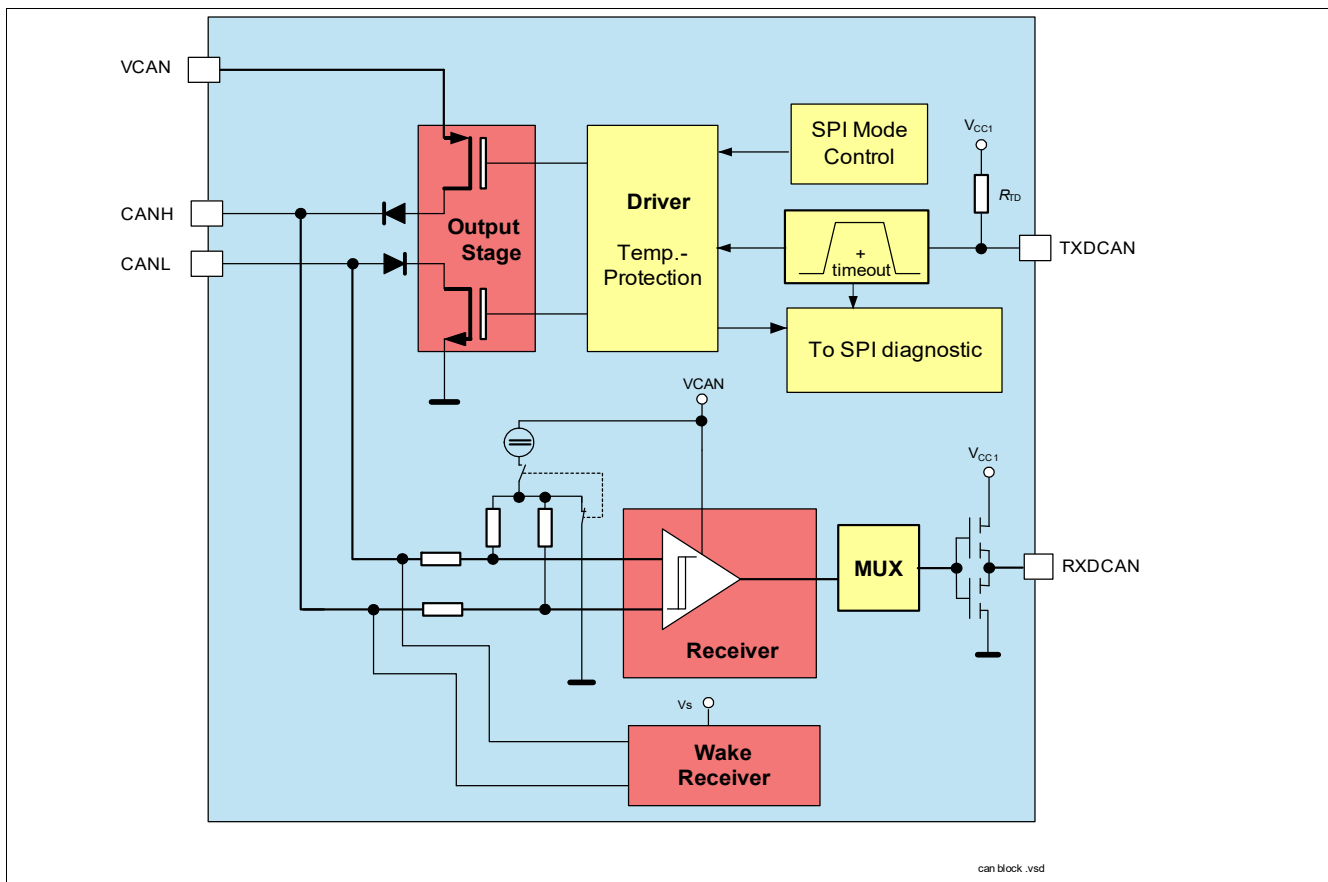 VCAN
CANH
CANL
Output
Stage
Driver
Temp.-
Protection
SPI Mode
Control
VCC1
RTD
+
timeout
TXDCAN
To SPI diagnostic
VCAN
VCC1
MUX
RXDCAN
Receiver
Vs
Wake
Receiver
can block .vsd